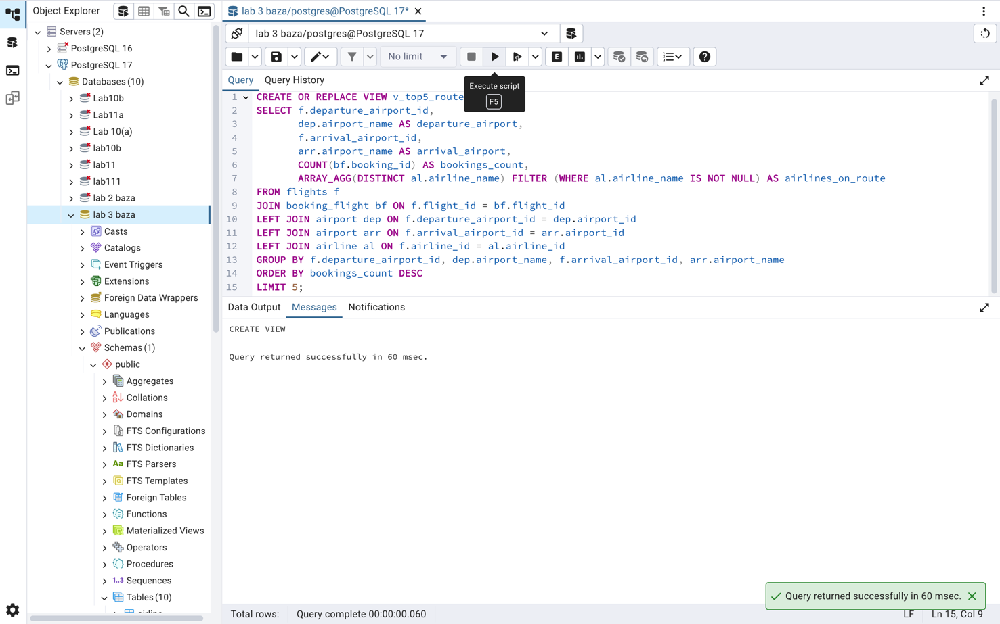 Object Explorer
lab 3 baza/postgres@PostgreSQL 17*
Servers (2)
PostgreSQL 16
PostgreSQL 17
Databases (10)
Lab10b
Lab11a
Lab 10(a)
lab10b
lab11
lab111
lab 2 baza
lab 3 baza
Casts
Catalogs
Event Triggers
Extensions
Foreign Data Wrappers
Languages
Publications
Schemas (1)
public
Aggregates
Collations
Domains
FTS Configurations
FTS Dictionaries
Aa FTS Parsers
FTS Templates
Foreign Tables
Functions
Materialized Views
Operators
Procedures
1..3 Sequences
Tables (10)
airline
lab 3 baza/postgres@PostgreSQL 17
No limit
E
Query
Query History
Execute script
F5
1 CREATE OR REPLACE VIEW v_top5_route
2 SELECT f.departure_airport_id,
3 dep.airport_name AS departure_airport,
4 f.arrival_airport_id,
5 arr.airport_name AS arrival_airport,
6 COUNT(bf.booking_id) AS bookings_count,
7 ARRAY_AGG(DISTINCT al.airline_name) FILTER (WHERE al.airline_name IS NOT NULL) AS airlines_on_route
8 FROM flights f
9 JOIN booking_flight bf ON f.flight_id = bf.flight_id
10 LEFT JOIN airport dep ON f.departure_airport_id = dep.airport_id
11 LEFT JOIN airport arr ON f.arrival_airport_id = arr.airport_id
12 LEFT JOIN airline al ON f.airline_id = al.airline_id
13 GROUP BY f.departure_airport_id, dep.airport_name, f.arrival_airport_id, arr.airport_name
14 ORDER BY bookings_count DESC
15 LIMIT 5;
Data Output
Messages
Notifications
CREATE VIEW
Query returned successfully in 60 msec.
Query returned successfully in 60 msec.
Total rows:
Query complete 00:00:00.060
LF
Ln 15, Col 9